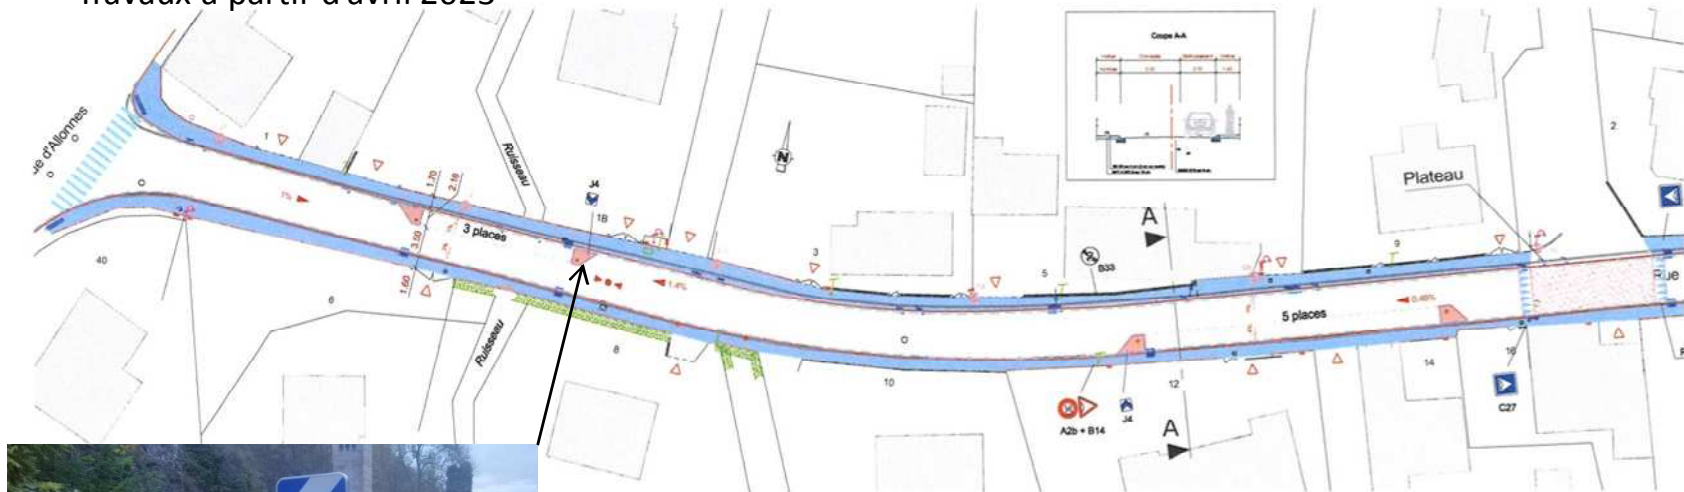 Travaux à partir d'avril 2023
Coupe A-A
ue d'Allonnes
Ruisseau
N
J4
1B
1
1%
1.70
2.18
3.50
1.60
3 places
1.4%
3
5
B33
A
9
Plateau
2
Rue
0.46%
5 places
40
6
Ruisseau
8
10
12
14
16
A2b + B14
J4
C27
A